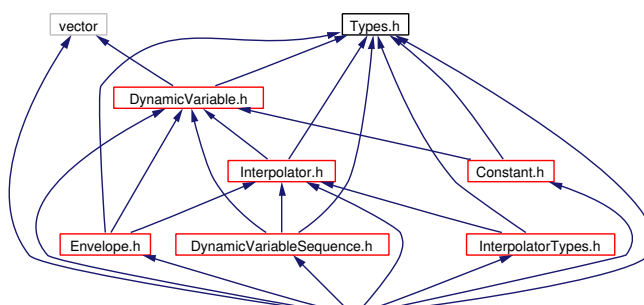 vector
Types.h
DynamicVariable.h
Interpolator.h
Constant.h
Envelope.h
DynamicVariableSequence.h
InterpolatorTypes.h